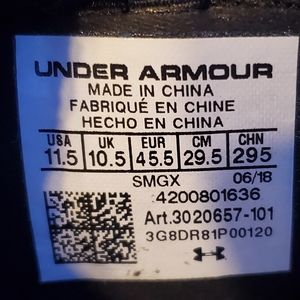 UNDER ARMOUR
MADE IN CHINA
FABRIQUÉ EN CHINE
HECHO EN CHINA
USA UK EUR CM CHN
11.5 10.5 45.5 29.5 295
SMGX 06/18
4200801636
Art.3020657-101
3G8DR81P00120